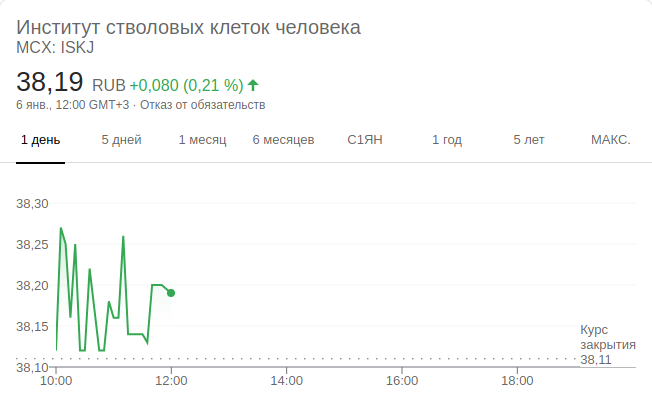 Институт стволовых клеток человека
MCX: ISKJ
38,19 RUB +0,080 (0,21 %)
6 янв., 12:00 GMT+3 · Отказ от обязательств
1 день 5 дней 1 месяц 6 месяцев С1ЯН 1 год 5 лет МАКС.
38,30
38,25
38,20
38,15
38,10
Курс
закрытия
38,11
10:00 12:00 14:00 16:00 18:00